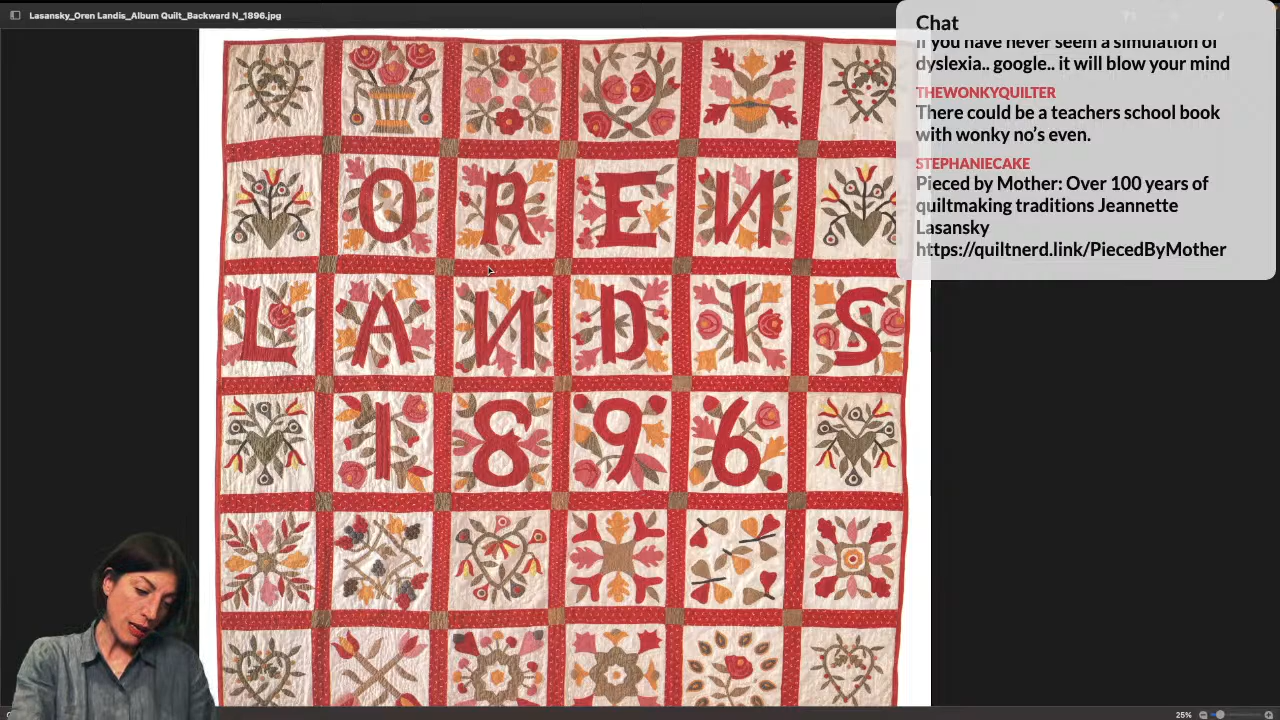 Lasansky_Oren Landis_Album Quilt_Backward N_1896.jpg
Chat
If you have never seem a simulation of
dyslexia.. google.. it will blow your mind
THEWONKYQUILTER
There could be a teachers school book
with wonky no’s even.
STEPHANIECAKE
Pieced by Mother: Over 100 years of
quiltmaking traditions Jeannette
Lasansky
https://quiltnerd.link/PiecedByMother
OREN
LANDIS
1896
25%